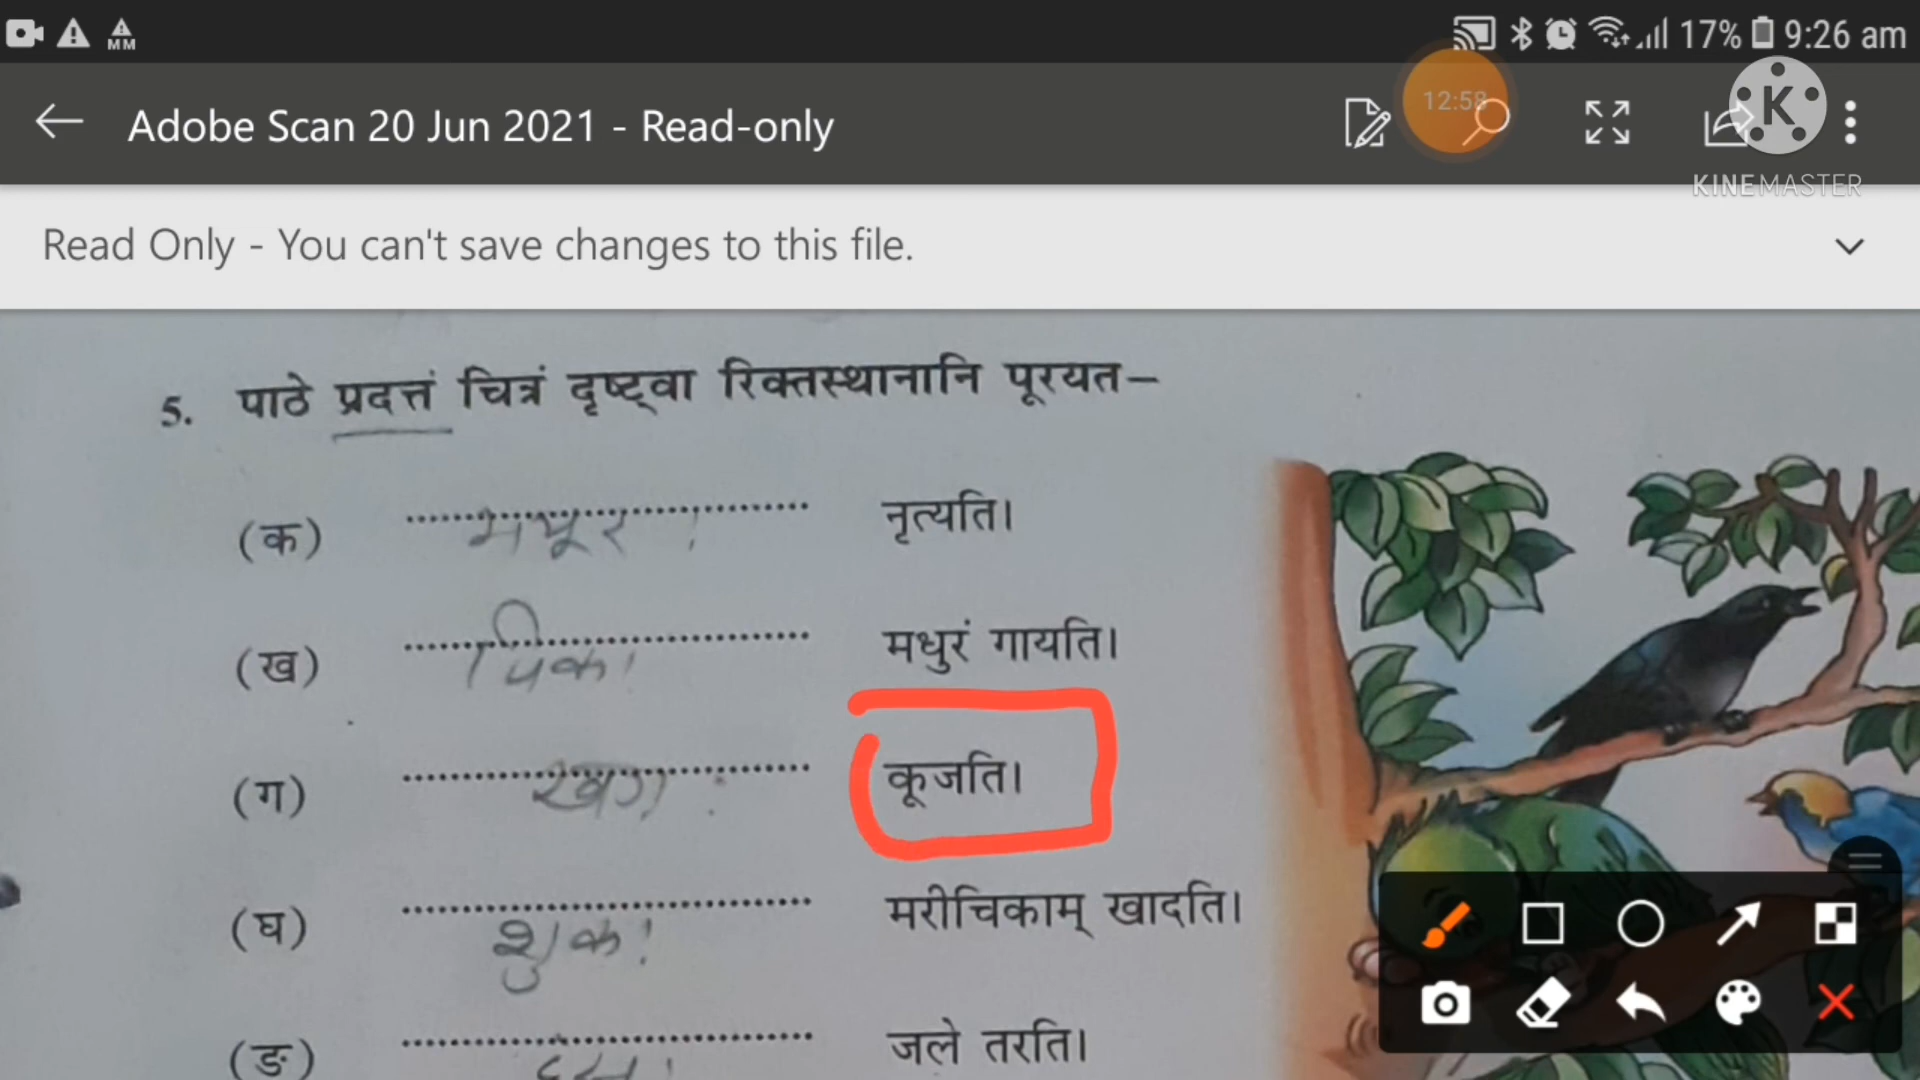 MM 17% 9:26 am
Adobe Scan 20 Jun 2021 - Read-only 12:58 K
KINEMASTER
Read Only - You can't save changes to this file.
5. पाठे प्रदत्तं चित्रं दृष्ट्वा रिक्तस्थानानि पूरयत–
(क) मयूर: नृत्यति।
(ख) पिक: मधुरं गायति।
(ग) खग: कूजति।
(घ) शुक: मरीचिकाम् खादति।
(ङ) जले तरति।